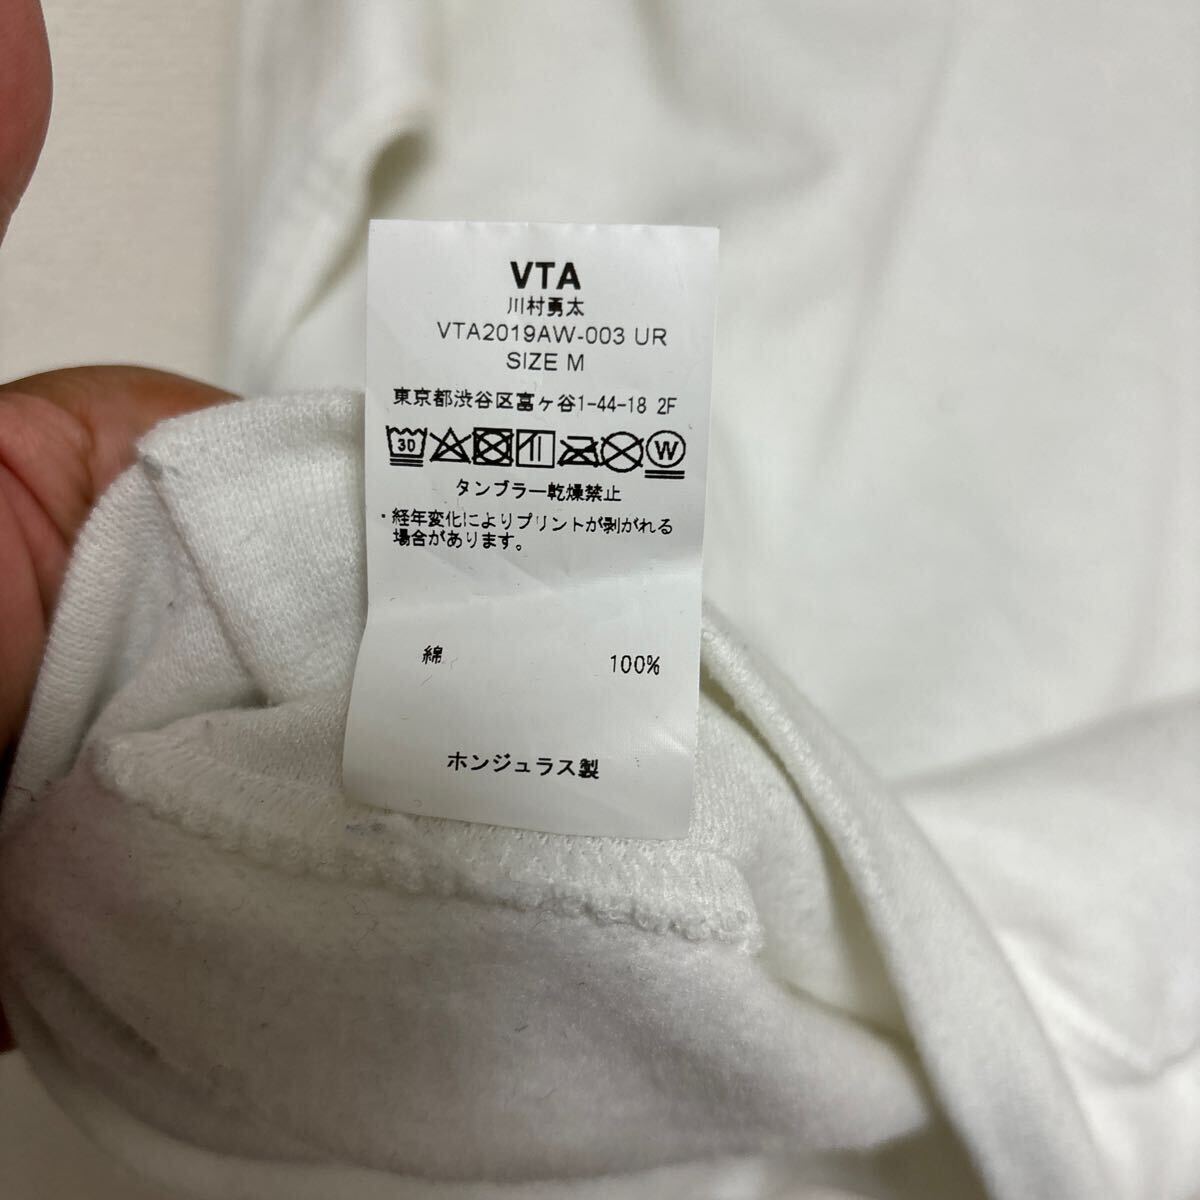 VTA
川村勇太
VTA2019AW-003 UR
SIZE M
東京都渋谷区富ヶ谷1-44-18 2F
30 W
タンブラー乾燥禁止
・経年変化によりプリントが剥がれる
場合があります。
綿 100%
ホンジュラス製